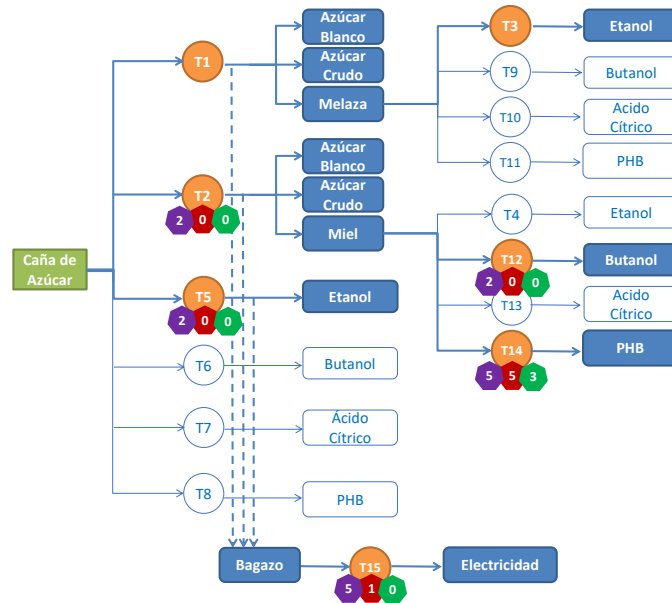 T1
Azúcar
Blanco
Azúcar
Crudo
Melaza
T3
Etanol
T9
Butanol
T10
Acido
Cítrico
T11
PHB
T2
2 0 0
Azúcar
Blanco
Azúcar
Crudo
Miel
T4
Etanol
T12
2 0 0
Butanol
T13
Acido
Cítrico
T14
5 5 3
PHB
Caña de
Azúcar
T5
2 0 0
Etanol
T6
Butanol
T7
Ácido
Cítrico
T8
PHB
Bagazo
T15
5 1 0
Electricidad